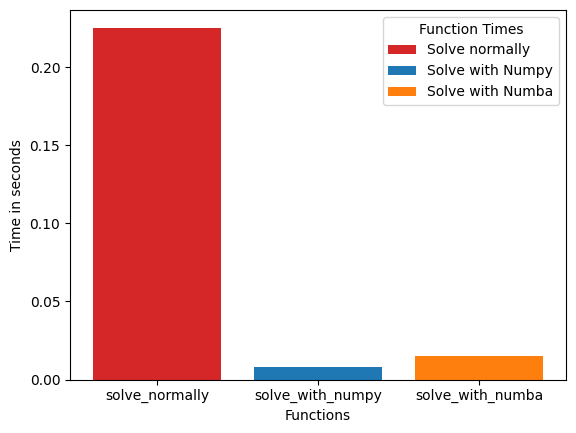 Function Times
Solve normally
Solve with Numpy
Solve with Numba
Time in seconds
0.20
0.15
0.10
0.05
0.00
solve_normally solve_with_numpy solve_with_numba
Functions